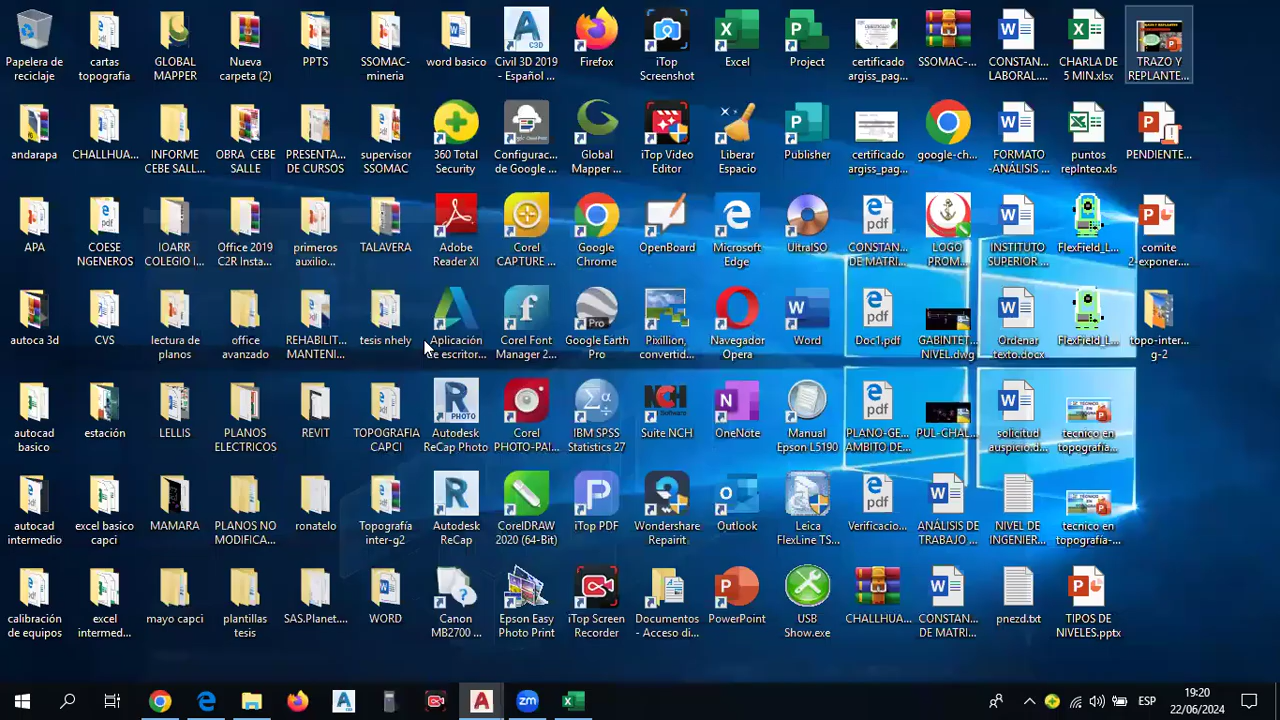 Papelera de
reciclaje
cartas
topografia
GLOBAL
MAPPER
Nueva
carpeta (2)
PPTS
SSOMAC-
mineria
word basico
Civil 3D 2019
- Español ...
Firefox
iTop
Screenshot
Excel
Project
certificado
argiss_pag...
SSOMAC-...
CONSTAN...
LABORAL....
CHARLA DE
5 MIN.xlsx
TRAZO Y
REPLANTE...
andarapa
CHALLHUA...
INFORME
CEBE SALL...
OBRA_CEBE
SALLE
PRESENTA...
DE CAMNOS
supervisor
SSOMAC
360 Total
Security
Configurac...
de Google ...
Global
Mapper ...
iTop Video
Editor
Liberar
Espacio
Publisher
certificado
argiss_pag...
google-ch...
FORMATO
-ANÁLISIS ...
puntos
replnteo.xls
PENDIENTE...
APA
COESE
NGENEROS
IOARR
COLEGIO I...
Office 2019
C2R Insta...
primeros
auxilio...
TALAVERA
Adobe
Reader XI
Corel
CAPTURE ...
Google
Chrome
OpenBoard
Microsoft
Edge
UltraISO
CONSTAN...
DE MATRI...
LOGO
PROM...
INSTITUTO
SUPERIOR ...
FlexField_L...
comite
2-exponer....
autoca 3d
CVS
lectura de
planos
office
avanzado
REHABILIT...
MANTENI...
tesis nhely
Aplicación
de escritor...
Corel Font
Manager 2...
Google Earth
Pro
Pixillion,
convertid...
Navegador
Opera
Word
Doc1.pdf
GABINTET...
NIVEL.dwg
Ordenar
texto.docx
FlexField_L...
topo-inter...
g-2
autocad
basico
estación
LELLIS
PLANOS
ELECTRICOS
REVIT
TOPOGRAFIA
CAPCI
Autodesk
ReCap Photo
Corel
PHOTO-PAI...
IBM SPSS
Statistics 27
Suite NCH
OneNote
Manual
Epson L5190
PLANO-GE...
AMBITO DE...
PUL-CHAL...
solicitud
auspicio.d...
tecnico en
topografía...
autocad
intermedio
excel basico
capci
MAMARA
PLANOS NO
MODIFICA...
ronatelo
Topografía
inter-g2
Autodesk
ReCap
CorelDRAW
2020 (64-Bit)
iTop PDF
Wondershare
Repairit
Outlook
Leica
FlexLine TS...
Verificacio...
ANÁLISIS DE
TRABAJO ...
NIVEL DE
INGENIER...
tecnico en
topografía-...
calibración
de equipos
excel
intermed...
mayo capci
plantillas
tesis
SAS.Planet....
WORD
Canon
MB2700 ...
Epson Easy
Photo Print
iTop Screen
Recorder
Documentos
- Acceso di...
PowerPoint
USB
Show.exe
CHALLHUA...
CONSTAN...
DE MATRI...
pnezd.txt
TIPOS DE
NIVELES.pptx
ESP
19:20
22/06/2024